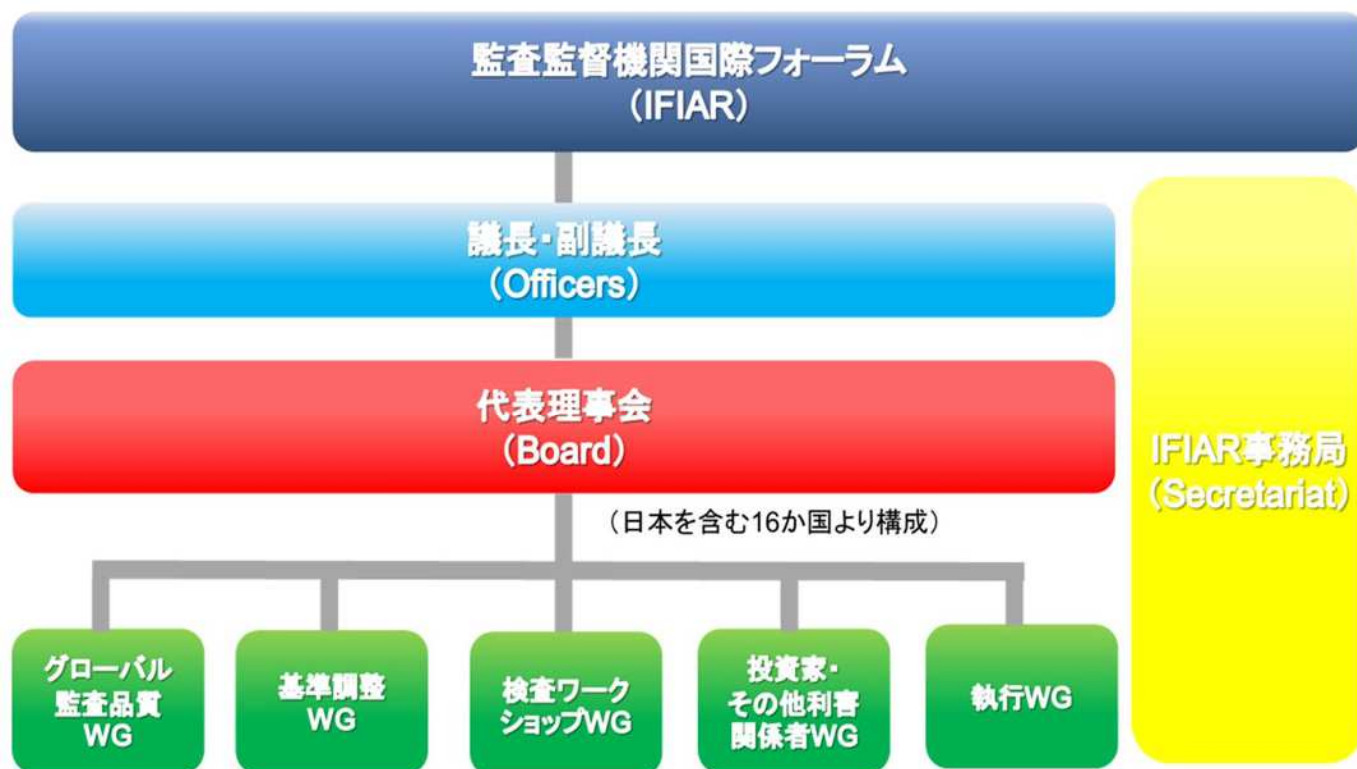 監査監督機関国際フォーラム
（IFIAR）
議長・副議長
（Officers）
代表理事会
（Board）
（日本を含む16か国より構成）
IFIAR事務局
（Secretariat）
グローバル
監査品質
WG
基準調整
WG
検査ワーク
ショップWG
投資家・
その他利害
関係者WG
執行WG